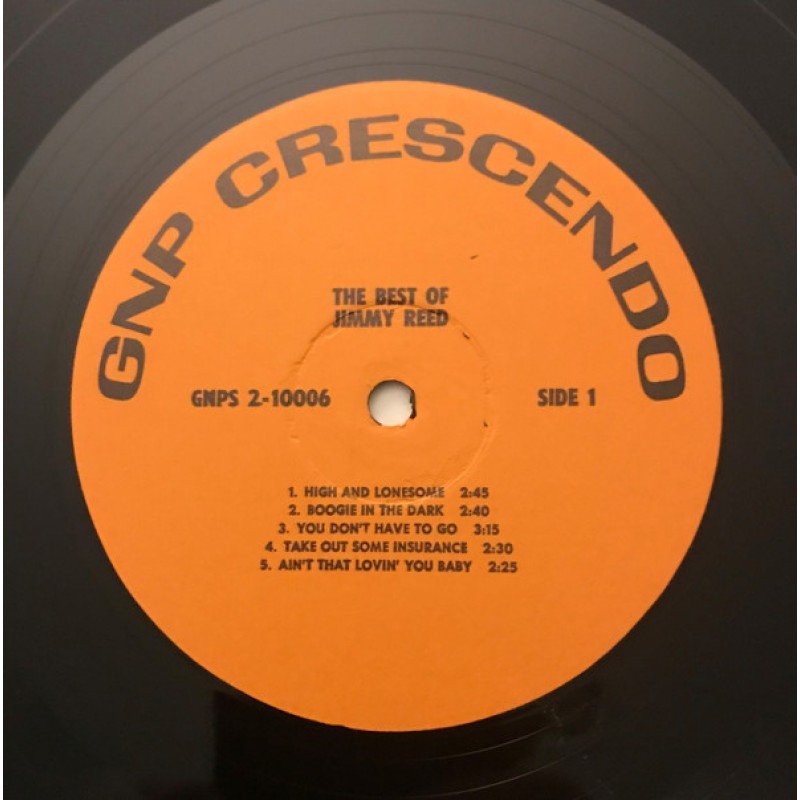 GNP CRESCENDO
THE BEST OF
JIMMY REED
GNPS 2-10006
SIDE 1
1. HIGH AND LONESOME 2:45
2. BOOGIE IN THE DARK 2:40
3. YOU DON'T HAVE TO GO 3:15
4. TAKE OUT SOME INSURANCE 2:30
5. AIN'T THAT LOVIN' YOU BABY 2:25